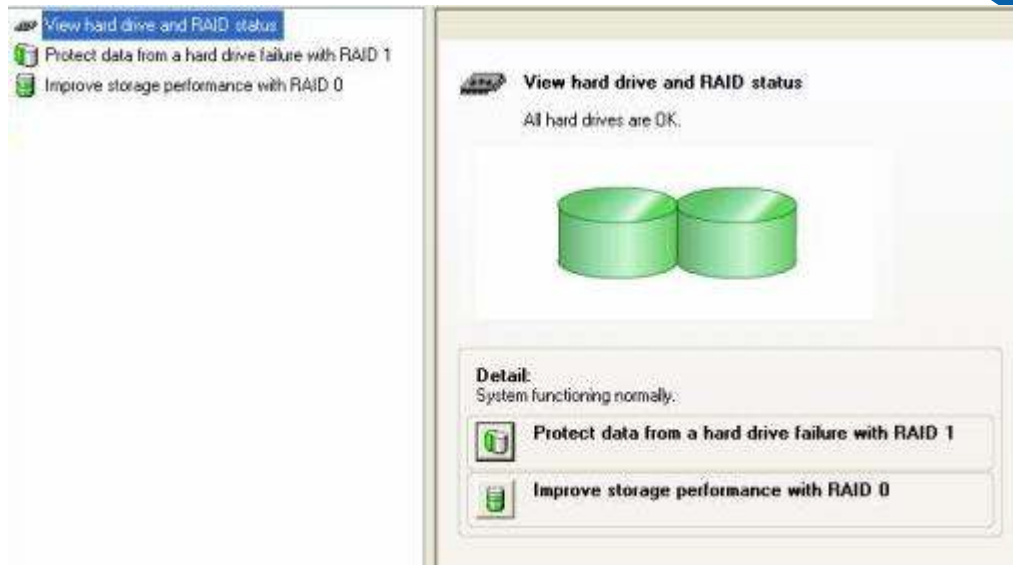 View hard drive and RAID status
Protect data from a hard drive failure with RAID 1
Improve storage performance with RAID 0
View hard drive and RAID status
All hard drives are OK.
Detail:
System functioning normally.
Protect data from a hard drive failure with RAID 1
Improve storage performance with RAID 0